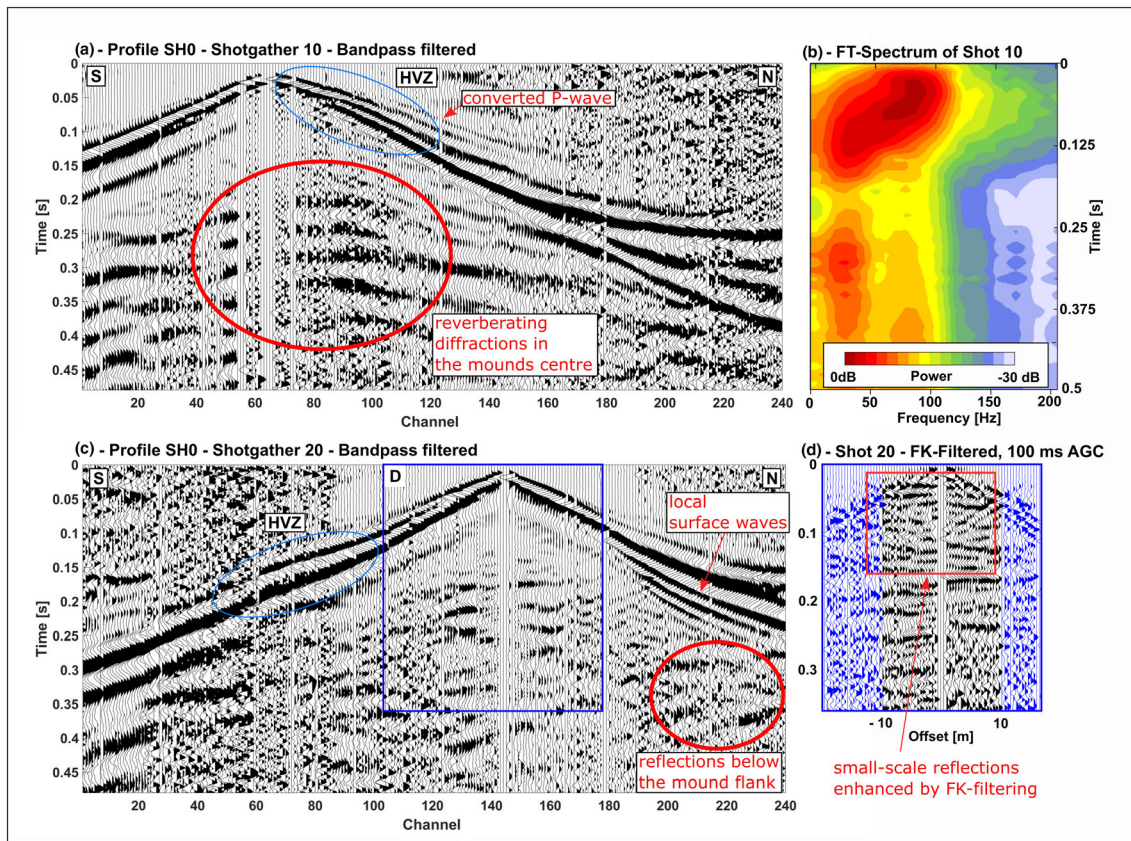 (a) - Profile SH0 - Shotgather 10 - Bandpass filtered
S
HVZ
N
converted P-wave
reverberating
diffractions in
the mounds centre
0
0.05
0.1
0.15
0.2
0.25
0.3
0.35
0.4
0.45
Time [s]
20 40 60 80 100 120 140 160 180 200 220 240
Channel
(b) - FT-Spectrum of Shot 10
0
0.125
0.25
0.375
0.5
Time [s]
0dB Power -30 dB
0 50 100 150 200
Frequency [Hz]
(c) - Profile SH0 - Shotgather 20 - Bandpass filtered
S
D
N
HVZ
local
surface waves
reflections below
the mound flank
0
0.05
0.1
0.15
0.2
0.25
0.3
0.35
0.4
0.45
Time [s]
20 40 60 80 100 120 140 160 180 200 220 240
Channel
(d) - Shot 20 - FK-Filtered, 100 ms AGC
0
0.1
0.2
0.3
Time [s]
- 10 10
Offset [m]
small-scale reflections
enhanced by FK-filtering